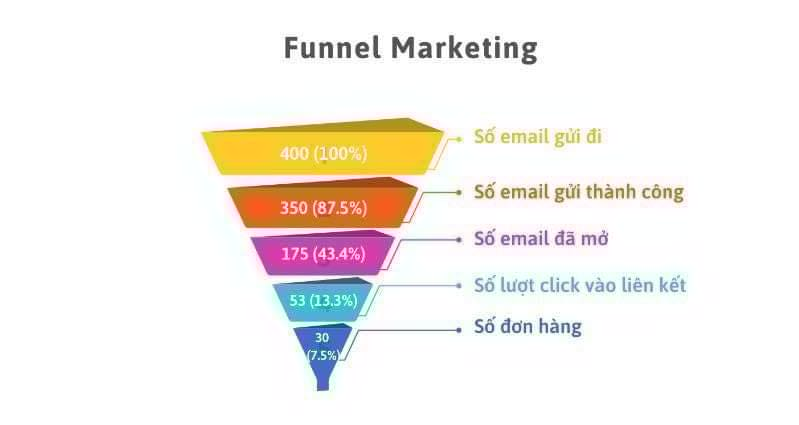 Funnel Marketing
400 (100%)
Số email gửi đi
350 (87.5%)
Số email gửi thành công
175 (43.4%)
Số email đã mở
53 (13.3%)
Số lượt click vào liên kết
30
(7.5%)
Số đơn hàng